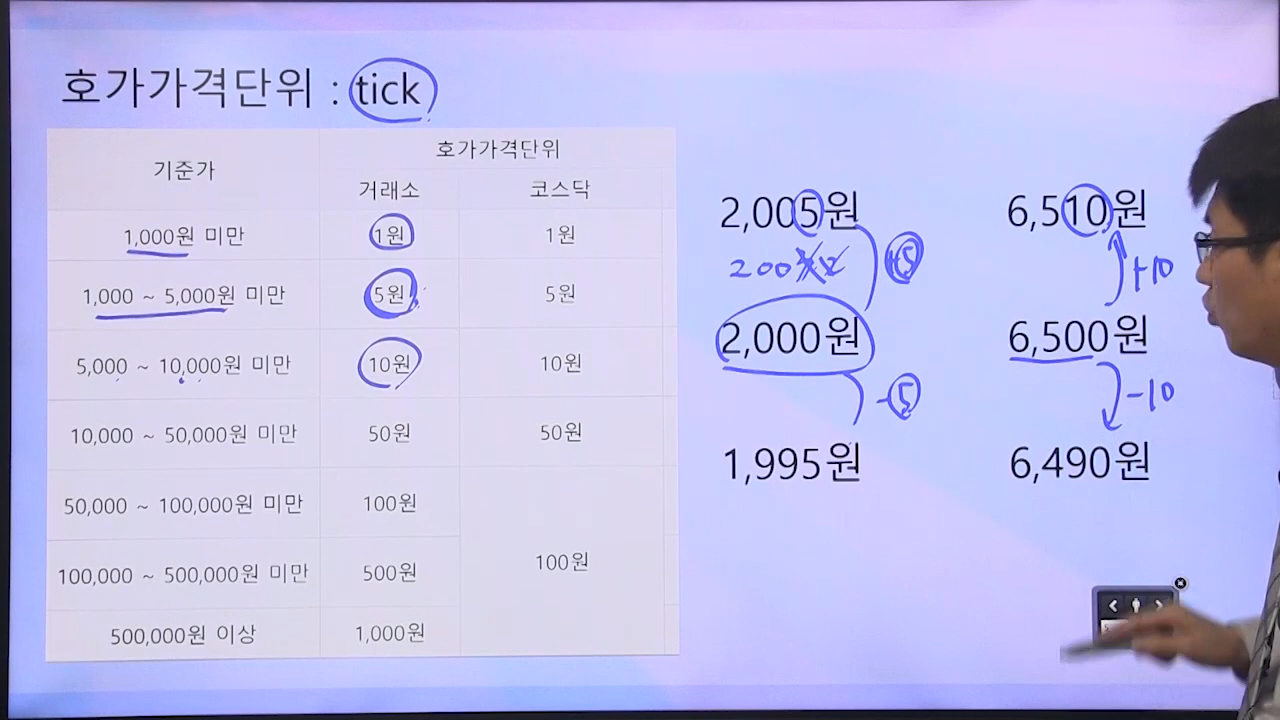 호가가격단위 : tick
기준가 호가가격단위
거래소 코스닥
1,000원 미만 1원 1원
1,000 ~ 5,000원 미만 5원 5원
5,000 ~ 10,000원 미만 10원 10원
10,000 ~ 50,000원 미만 50원 50원
50,000 ~ 100,000원 미만 100원 100원
100,000 ~ 500,000원 미만 500원
500,000원 이상 1,000원
2,005원
200
+5
2,000원
-5
1,995원
6,510원
+10
6,500원
-10
6,490원